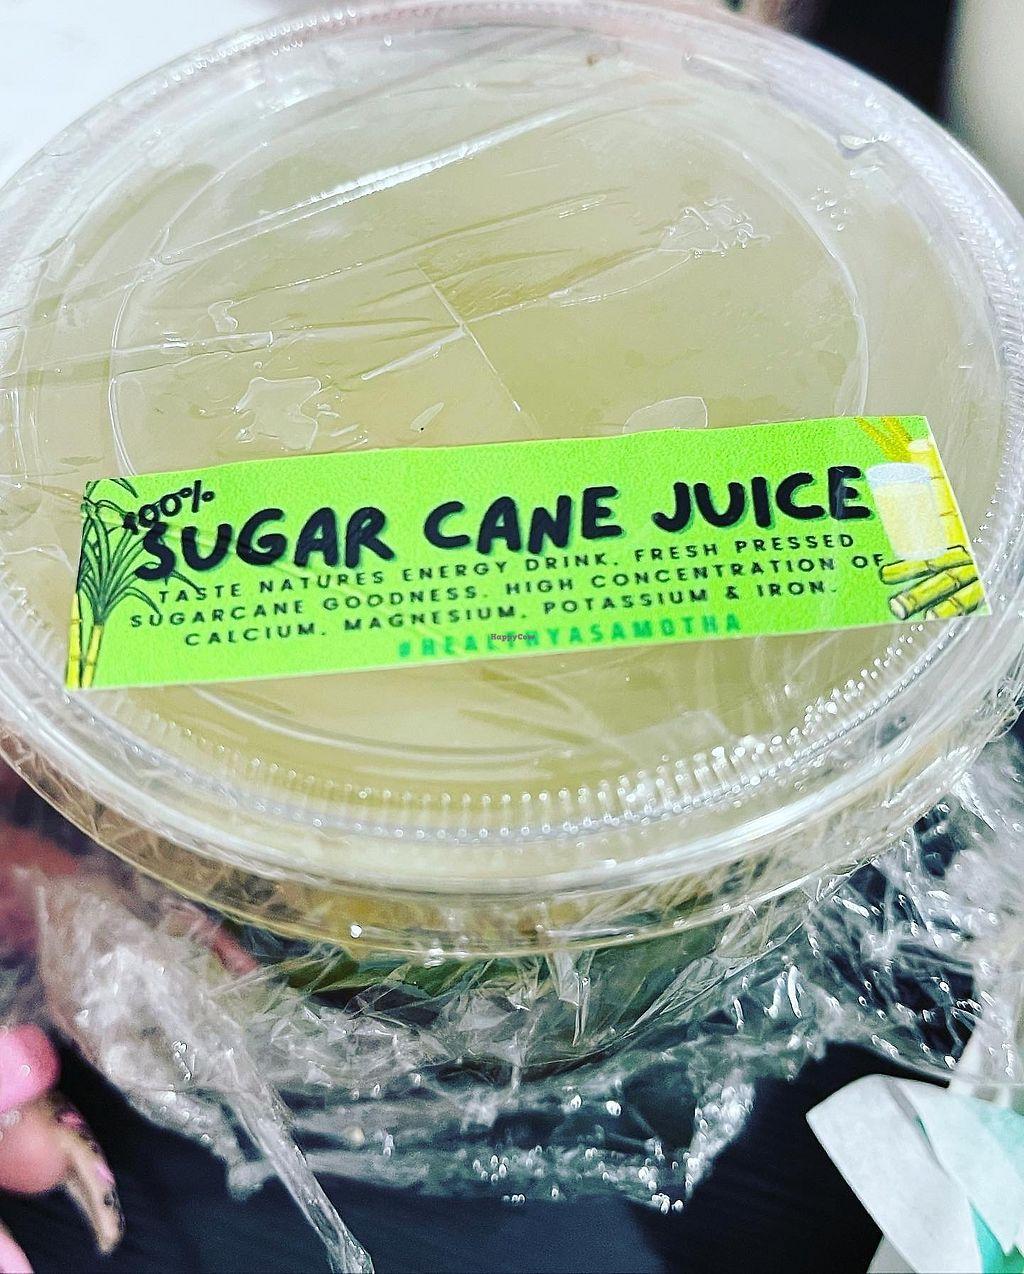 100%
SUGAR CANE JUICE
TASTE NATURES ENERGY DRINK. FRESH PRESSED
SUGARCANE GOODNESS. HIGH CONCENTRATION OF
CALCIUM. MAGNESIUM. POTASSIUM & IRON.
#HEALTHYASAMOTHA
HappyCow